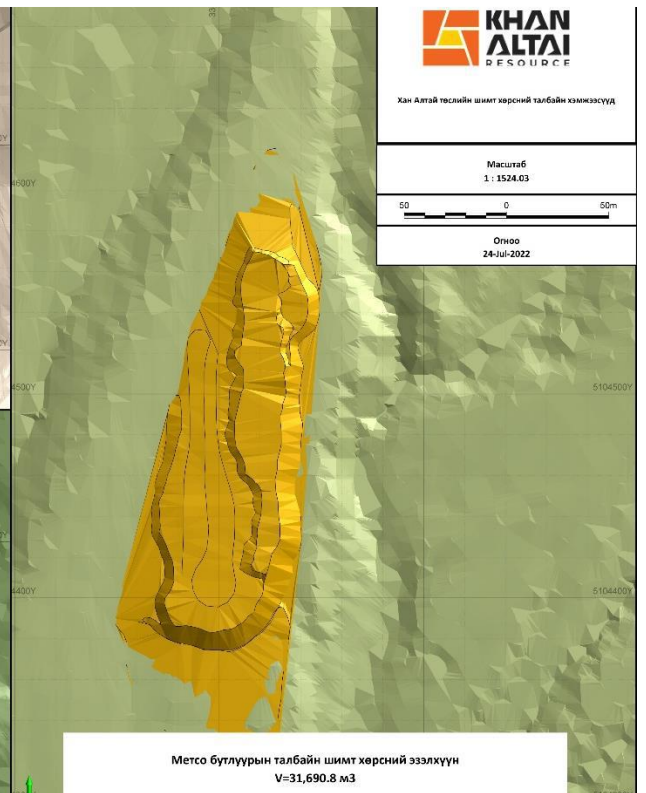 KHAN
ALTAI
RESOURCE
Хан Алтай төслийн шимт хөрсний талбайн хэмжээсүүд
Масштаб
1 : 1524.03
50 0 50m
Огноо
24-Jul-2022
4600Y
4500Y 5104500Y
4400Y 5104400Y
Метсо бутлуурын талбайн шимт хөрсний эзэлхүүн
V=31,690.8 м3